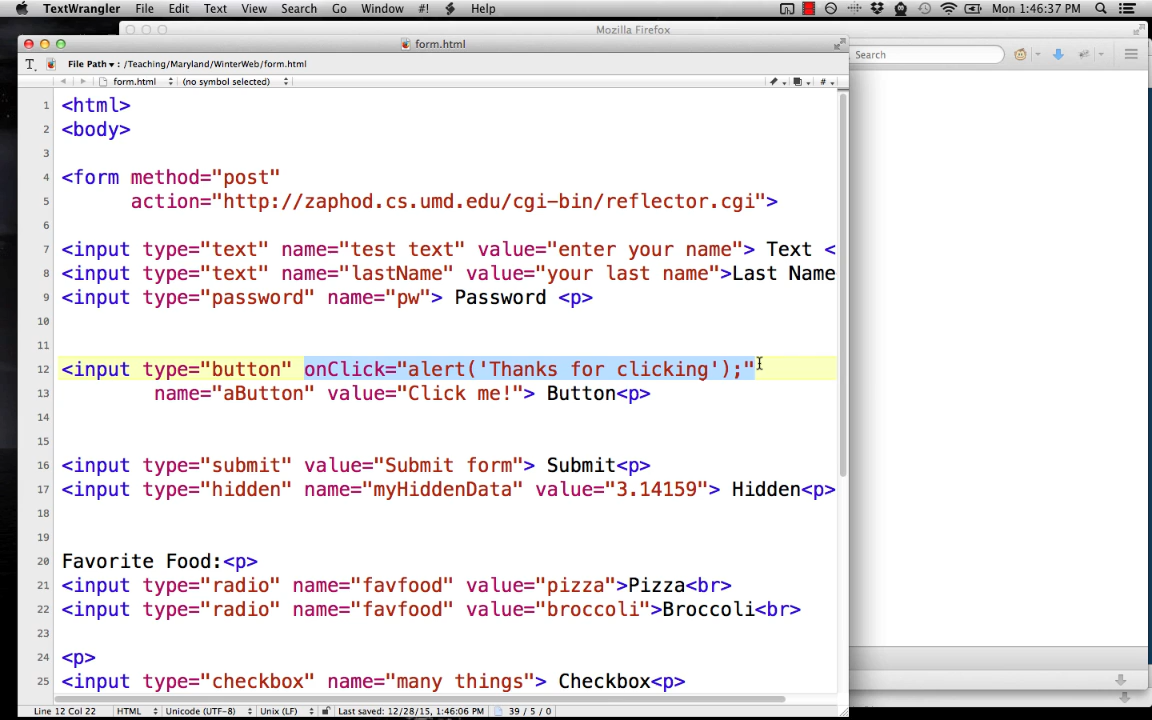 TextWrangler File Edit Text View Search Go Window #! Help Mon 1:46:37 PM
Mozilla Firefox
form.html
File Path ▾ : /Teaching/Maryland/WinterWeb/form.html
Search
form.html (no symbol selected)
1 <html>
2 <body>
3
4 <form method="post"
5 action="http://zaphod.cs.umd.edu/cgi-bin/reflector.cgi">
6
7 <input type="text" name="test text" value="enter your name"> Text <
8 <input type="text" name="lastName" value="your last name">Last Name
9 <input type="password" name="pw"> Password <p>
10
11
12 <input type="button" onClick="alert('Thanks for clicking');"
13 name="aButton" value="Click me!"> Button<p>
14
15
16 <input type="submit" value="Submit form"> Submit<p>
17 <input type="hidden" name="myHiddenData" value="3.14159"> Hidden<p>
18
19
20 Favorite Food:<p>
21 <input type="radio" name="favfood" value="pizza">Pizza<br>
22 <input type="radio" name="favfood" value="broccoli">Broccoli<br>
23
24 <p>
25 <input type="checkbox" name="many things"> Checkbox<p>
Line 12 Col 22 HTML Unicode (UTF-8) Unix (LF) Last saved: 12/28/15, 1:46:06 PM 39 / 5 / 0